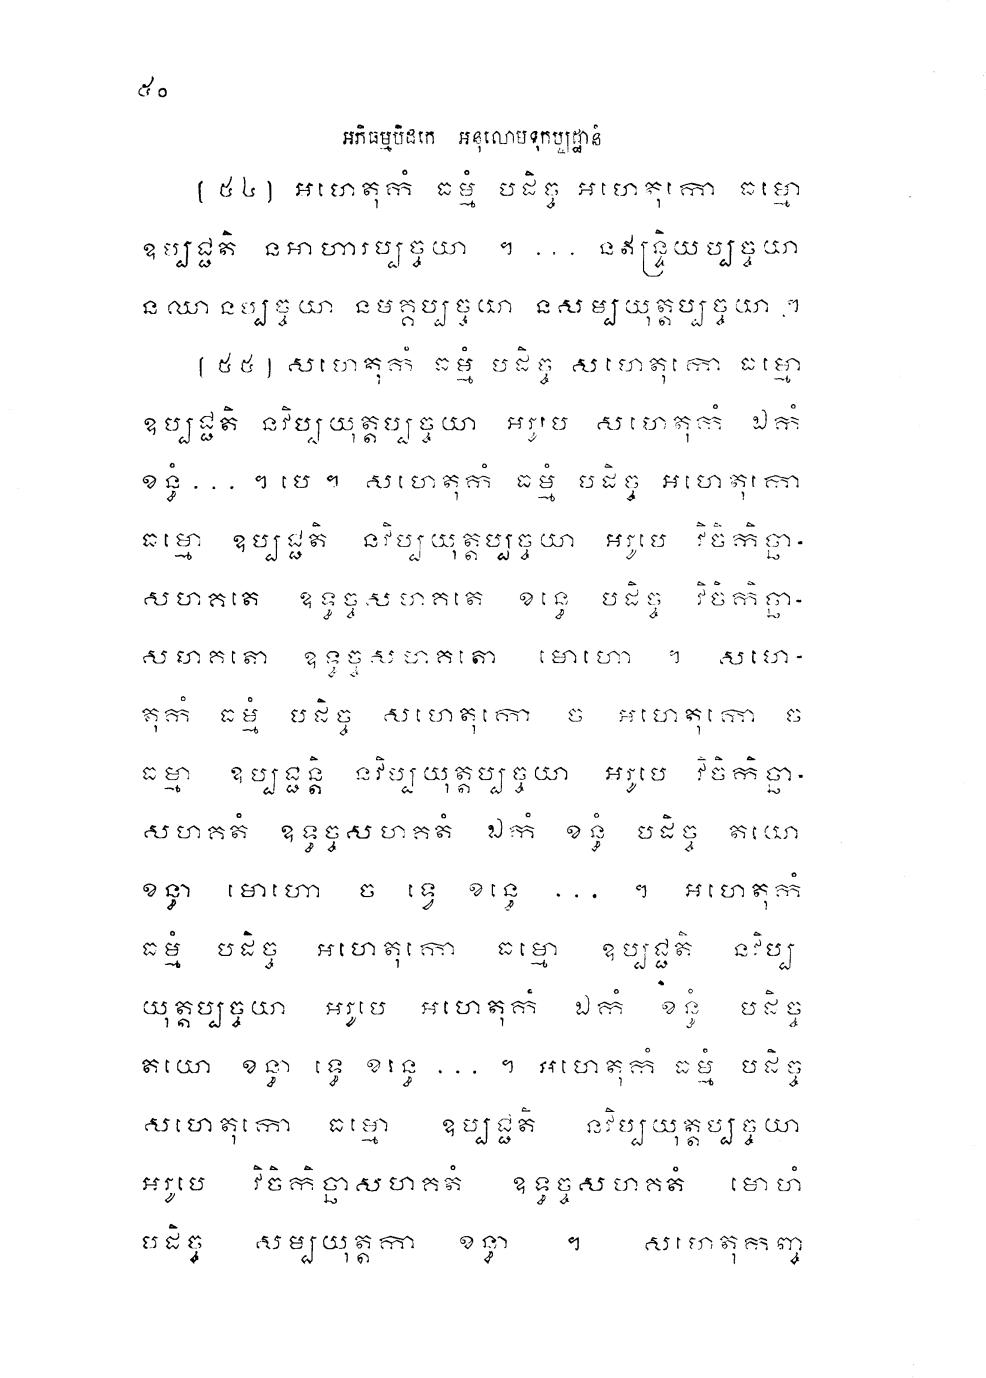 ៥០
អភិធម្មបិដកេ អនុលោមទុកប្បដ្ឋានំ
(៥៤) អហេតុកំ ធម្មំ បដិច្ច អហេតុកោ ធម្មោ
ឧប្បជ្ជតិ នអាហារប្បច្ចយា ។ ... នឥន្ទ្រិយប្បច្ចយា
នឈានប្បច្ចយា នមគ្គប្បច្ចយា នសម្បយុត្តប្បច្ចយា ។
(៥៥) សហេតុកំ ធម្មំ បដិច្ច សហេតុកោ ធម្មោ
ឧប្បជ្ជតិ នវិប្បយុត្តប្បច្ចយា អរូបេ សហេតុកំ ឯកំ
ខន្ធំ ... ។ បេ ។ សហេតុកំ ធម្មំ បដិច្ច អហេតុកោ
ធម្មោ ឧប្បជ្ជតិ នវិប្បយុត្តប្បច្ចយា អរូបេ វិចិកិច្ឆា-
សហគតេ ឧទ្ធច្ចសហគតេ ខន្ធេ បដិច្ច វិចិកិច្ឆា-
សហគតោ ឧទ្ធច្ចសហគតោ មោហោ ។ សហេ-
តុកំ ធម្មំ បដិច្ច សហេតុកោ ច អហេតុកោ ច
ធម្មា ឧប្បជ្ជន្តិ នវិប្បយុត្តប្បច្ចយា អរូបេ វិចិកិច្ឆា-
សហគតំ ឧទ្ធច្ចសហគតំ ឯកំ ខន្ធំ បដិច្ច តយោ
ខន្ធា មោហោ ច ទ្វេ ខន្ធេ ... ។ អហេតុកំ
ធម្មំ បដិច្ច អហេតុកោ ធម្មោ ឧប្បជ្ជតិ នវិប្ប
យុត្តប្បច្ចយា អរូបេ អហេតុកំ ឯកំ ខន្ធំ បដិច្ច
តយោ ខន្ធា ទ្វេ ខន្ធេ ... ។ អហេតុកំ ធម្មំ បដិច្ច
សហេតុកោ ធម្មោ ឧប្បជ្ជតិ នវិប្បយុត្តប្បច្ចយា
អរូបេ វិចិកិច្ឆាសហគតំ ឧទ្ធច្ចសហគតំ មោហំ
បដិច្ច សម្បយុត្តកា ខន្ធា ។ សហេតុកញ្ច